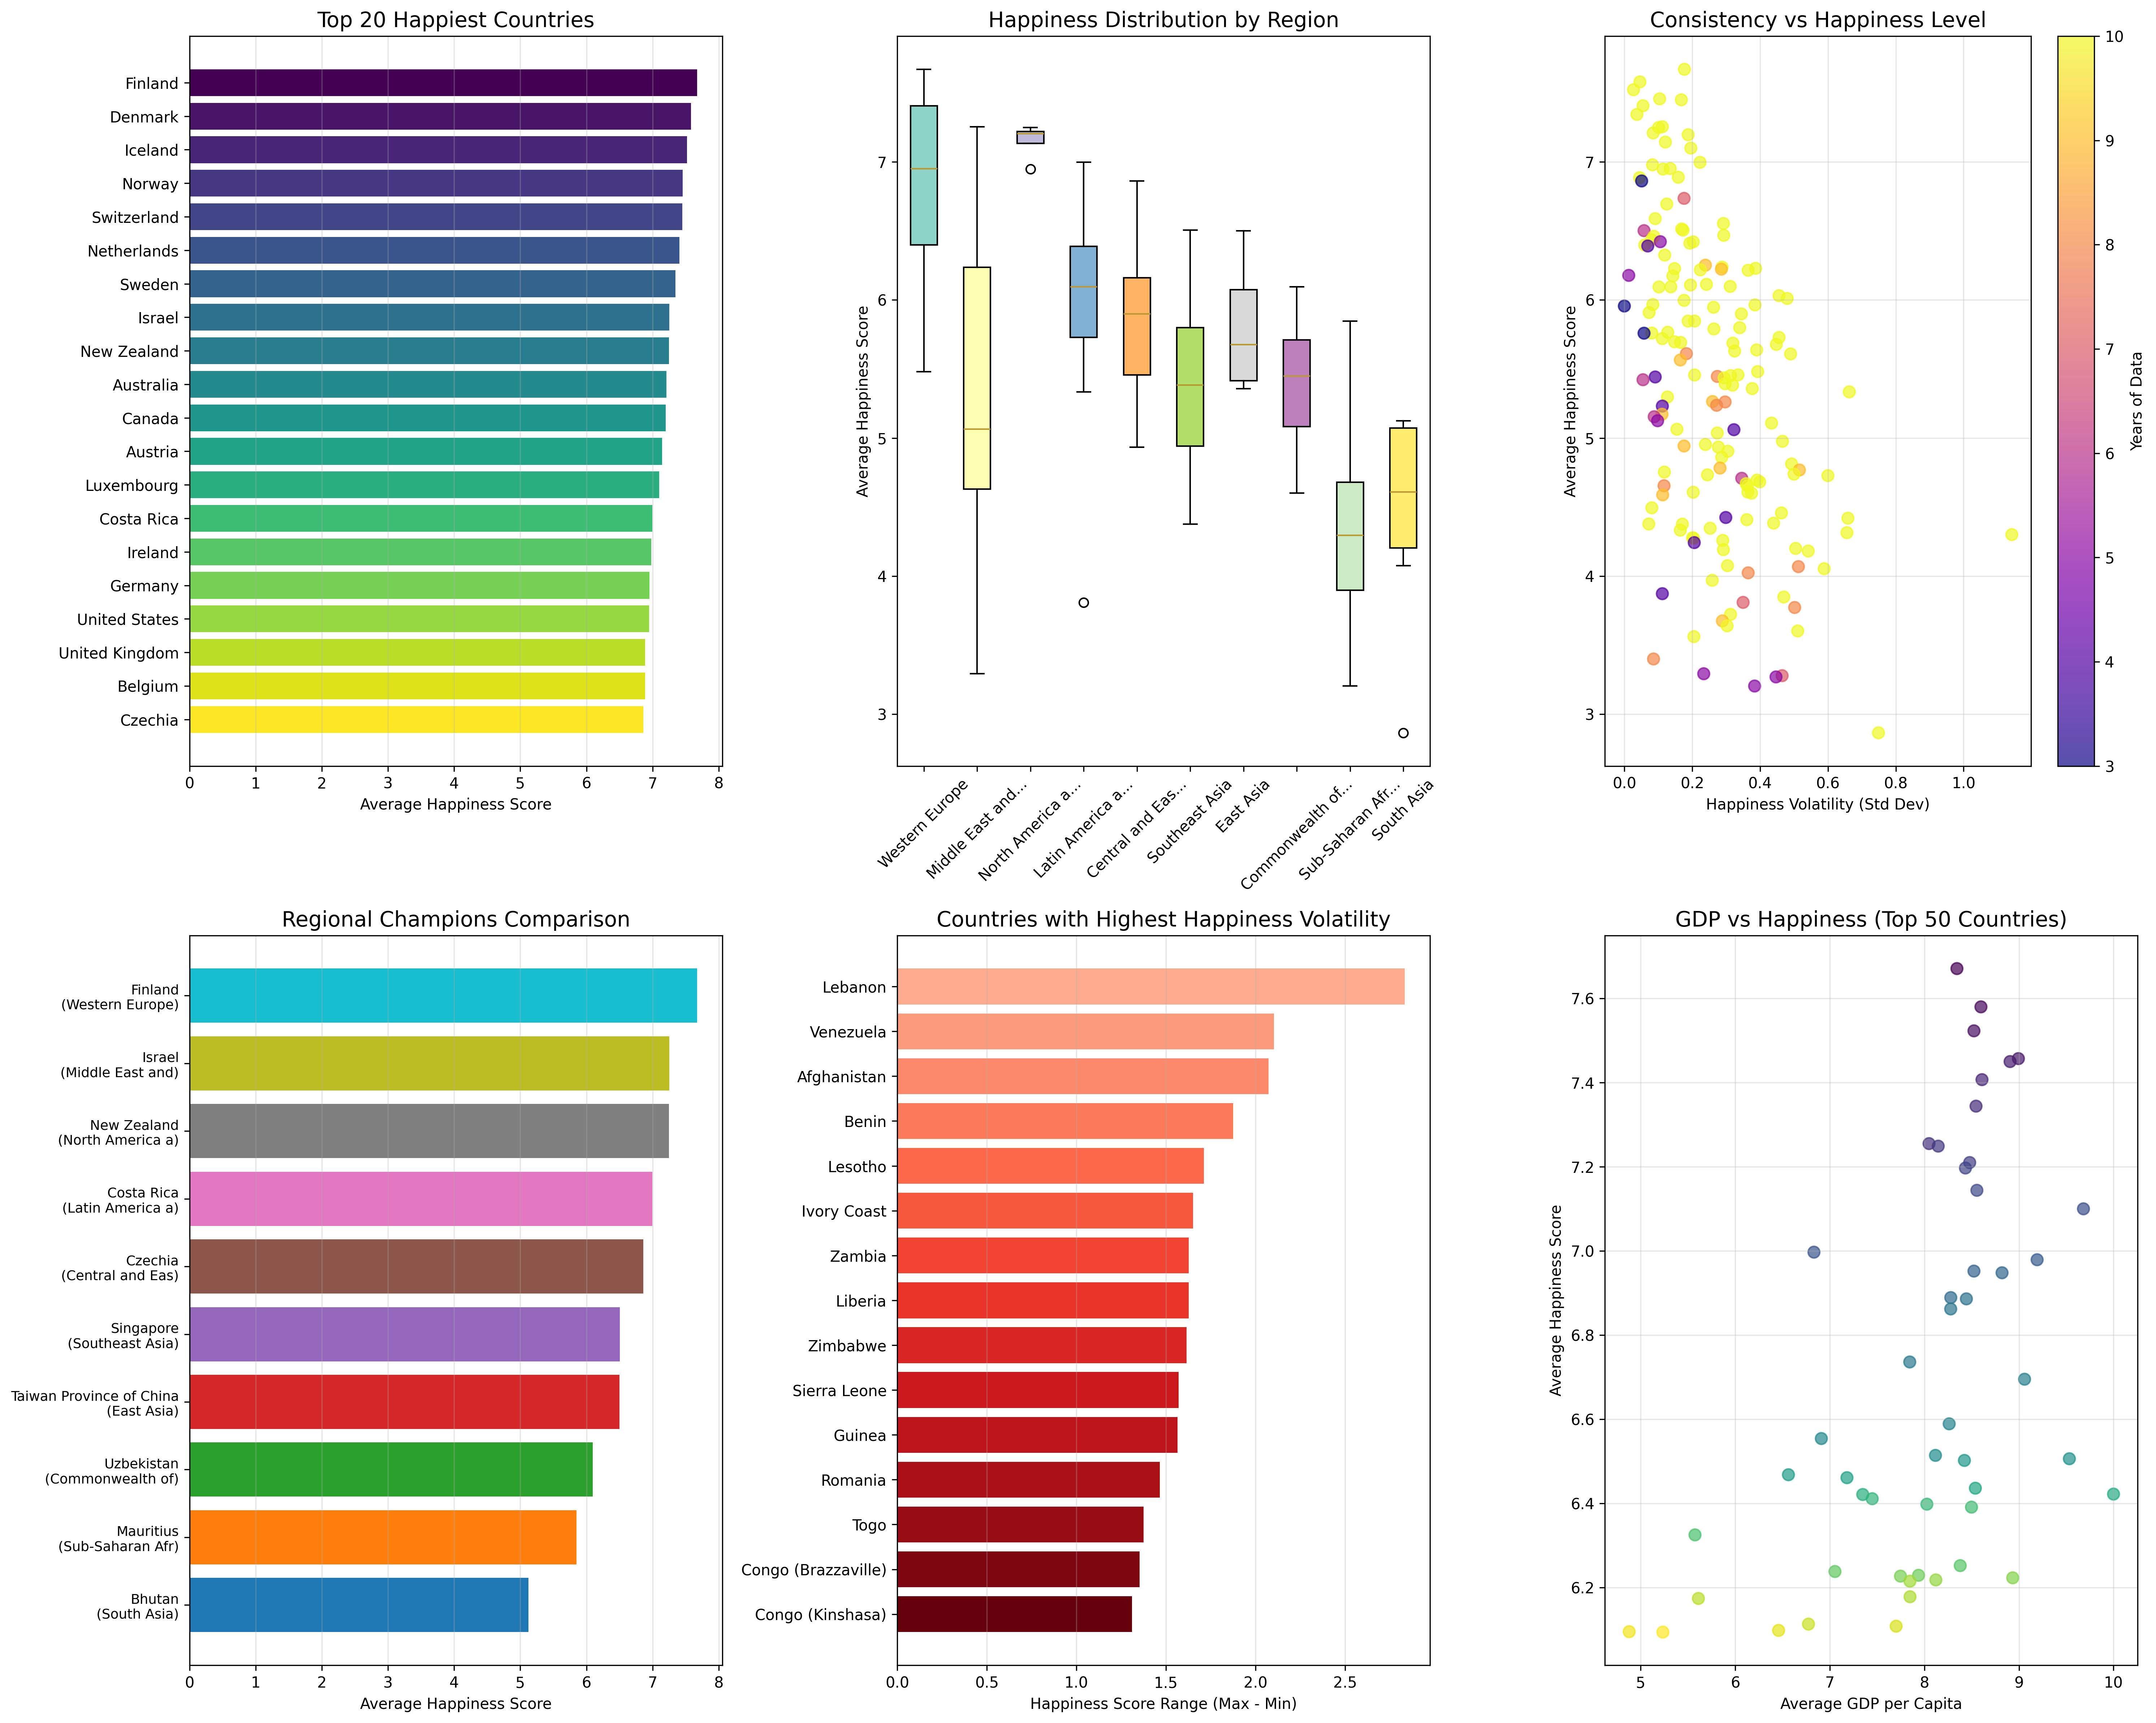 Top 20 Happiest Countries
Finland
Denmark
Iceland
Norway
Switzerland
Netherlands
Sweden
Israel
New Zealand
Australia
Canada
Austria
Luxembourg
Costa Rica
Ireland
Germany
United States
United Kingdom
Belgium
Czechia
0 1 2 3 4 5 6 7 8
Average Happiness Score
Happiness Distribution by Region
Average Happiness Score
7
6
5
4
3
Western Europe
Middle East and...
North America a...
Latin America a...
Central and Eas...
Southeast Asia
East Asia
Commonwealth of...
Sub-Saharan Afr...
South Asia
Consistency vs Happiness Level
Average Happiness Score
7
6
5
4
3
0.0 0.2 0.4 0.6 0.8 1.0
Happiness Volatility (Std Dev)
10
9
8
7
6
5
4
3
Years of Data
Regional Champions Comparison
Finland
(Western Europe)
Israel
(Middle East and)
New Zealand
(North America a)
Costa Rica
(Latin America a)
Czechia
(Central and Eas)
Singapore
(Southeast Asia)
Taiwan Province of China
(East Asia)
Uzbekistan
(Commonwealth of)
Mauritius
(Sub-Saharan Afr)
Bhutan
(South Asia)
0 1 2 3 4 5 6 7 8
Average Happiness Score
Countries with Highest Happiness Volatility
Lebanon
Venezuela
Afghanistan
Benin
Lesotho
Ivory Coast
Zambia
Liberia
Zimbabwe
Sierra Leone
Guinea
Romania
Togo
Congo (Brazzaville)
Congo (Kinshasa)
0.0 0.5 1.0 1.5 2.0 2.5
Happiness Score Range (Max - Min)
GDP vs Happiness (Top 50 Countries)
Average Happiness Score
7.6
7.4
7.2
7.0
6.8
6.6
6.4
6.2
5 6 7 8 9 10
Average GDP per Capita